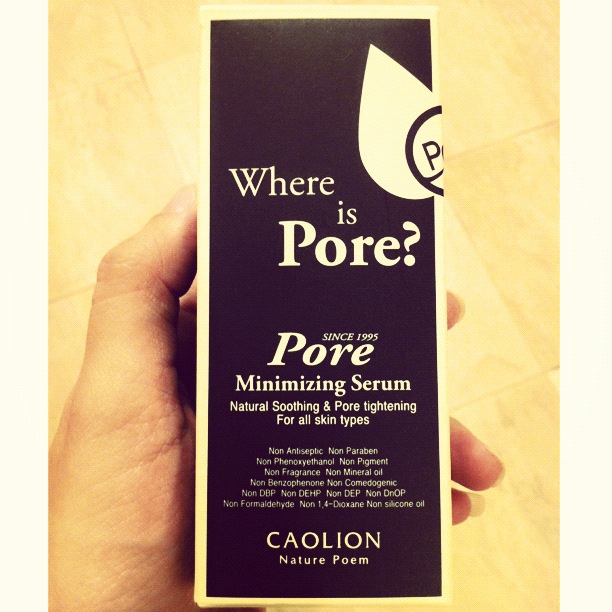 Where
is
Pore?
SINCE 1995
Pore
Minimizing Serum
Natural Soothing & Pore tightening
For all skin types
Non Antiseptic Non Paraben
Non Phenoxyethanol Non Pigment
Non Fragrance Non Mineral oil
Non Benzophenone Non Comedogenic
Non DBP Non DEHP Non DEP Non DnOP
Non Formaldehyde Non 1,4-Dioxane Non silicone oil
CAOLION
Nature Poem